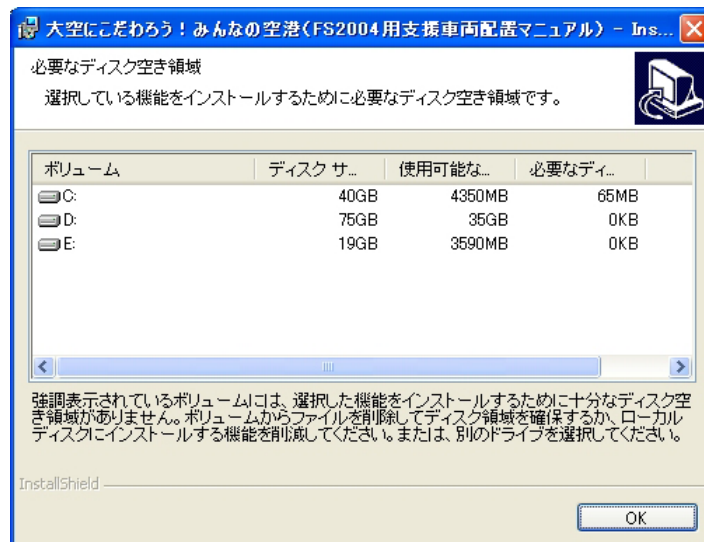 大空にこだわろう！みんなの空港(FS2004用支援車両配置マニュアル) - Ins...
必要なディスク空き領域
選択している機能をインストールするために必要なディスク空き領域です。
ボリューム ディスク サ... 使用可能な... 必要なディ...
C: 40GB 4350MB 65MB
D: 75GB 35GB 0KB
E: 19GB 3590MB 0KB
強調表示されているボリュームには、選択した機能をインストールするために十分なディスク空
き領域がありません。ボリュームからファイルを削除してディスク領域を確保するか、ローカル
ディスクにインストールする機能を削減してください。または、別のドライブを選択してください。
InstallShield
OK